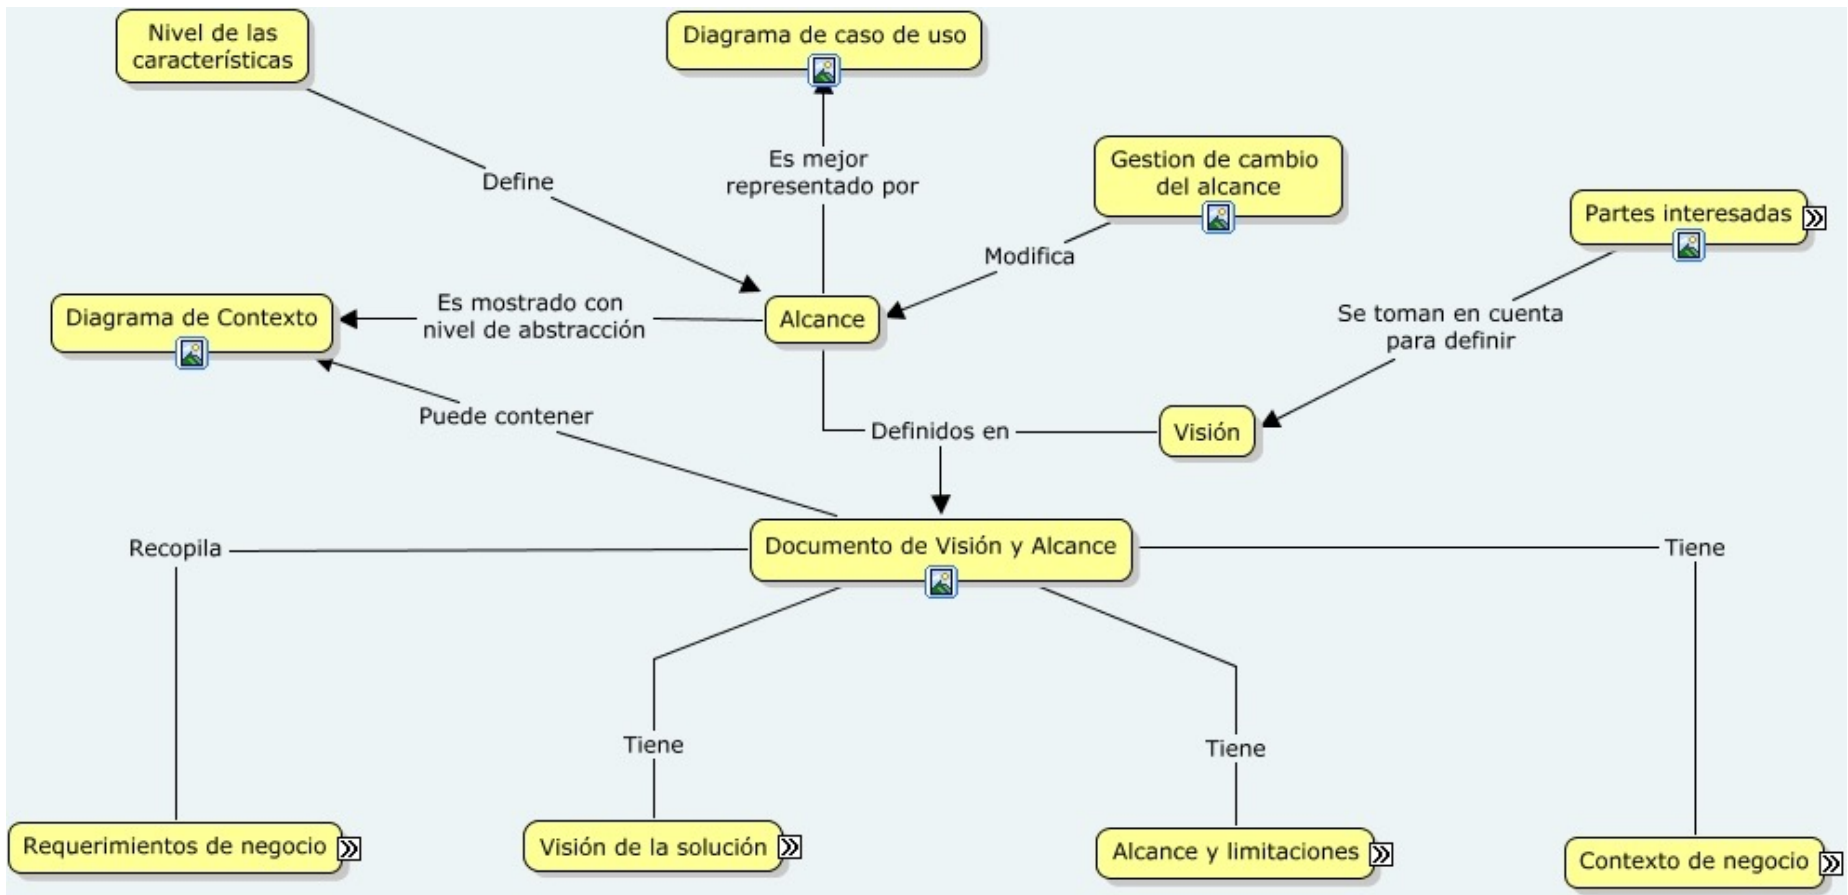 Nivel de las
características
Diagrama de caso de uso
Es mejor
representado por
Gestion de cambio
del alcance
Define
Partes interesadas
Modifica
Diagrama de Contexto
Es mostrado con
nivel de abstracción
Alcance
Se toman en cuenta
para definir
Puede contener
Definidos en
Visión
Documento de Visión y Alcance
Recopila
Tiene
Tiene
Tiene
Requerimientos de negocio
Visión de la solución
Alcance y limitaciones
Contexto de negocio